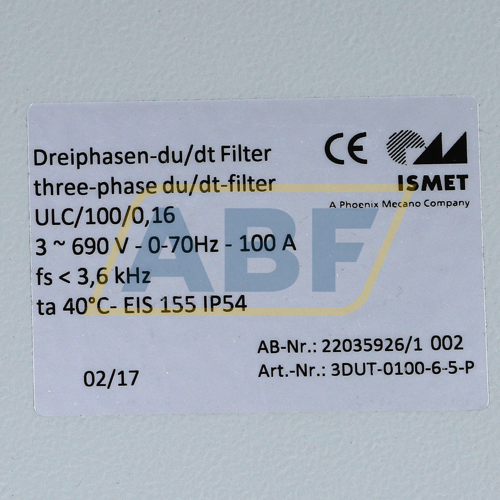 Dreiphasen-du/dt Filter
three-phase du/dt-filter
ULC/100/0,16
3 ~ 690 V - 0-70Hz - 100 A
fs < 3,6 kHz
ta 40°C- EIS 155 IP54
CE
ISMET
A Phoenix Mecano Company
ABF
AB-Nr.: 22035926/1 002
02/17
Art.-Nr.: 3DUT-0100-6-5-P